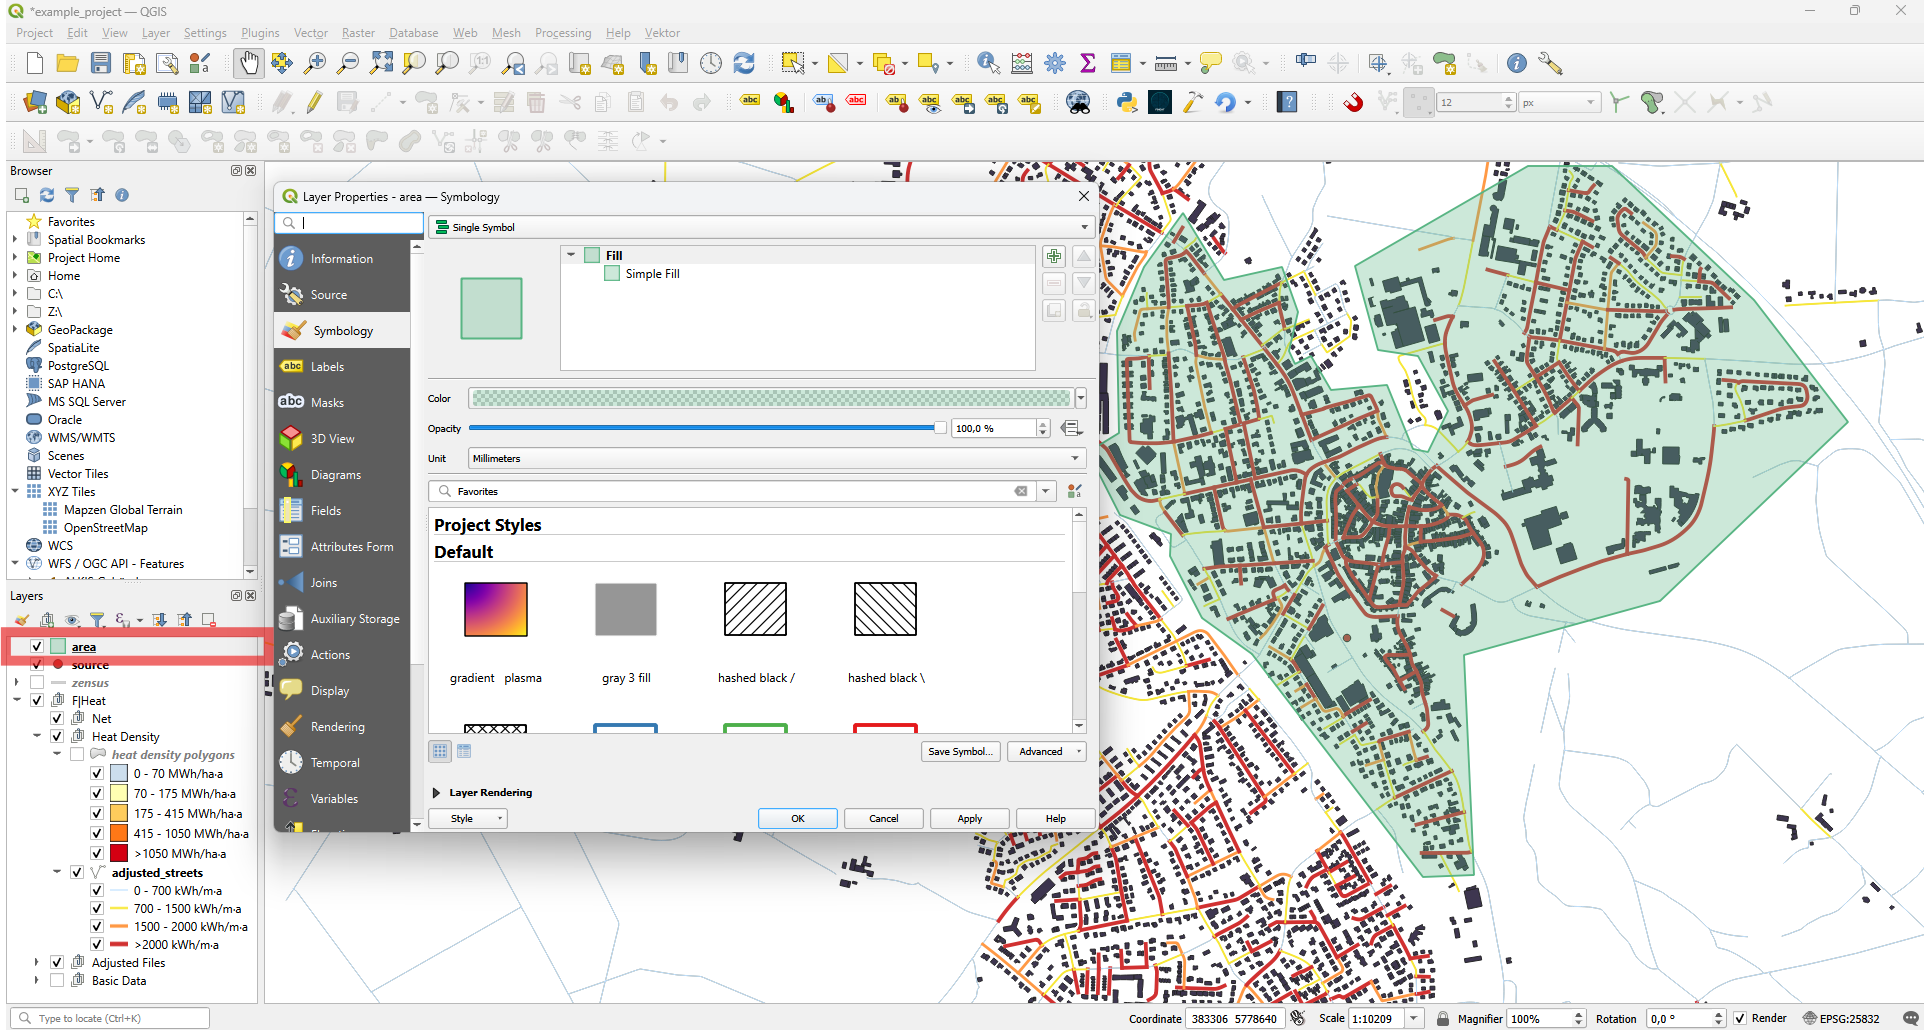 *example_project — QGIS
Project Edit View Layer Settings Plugins Vector Raster Database Web Mesh Processing Help Vektor
12
px
Browser
Favorites
Spatial Bookmarks
Project Home
Home
C:\
Z:\
GeoPackage
SpatiaLite
PostgreSQL
SAP HANA
MS SQL Server
Oracle
WMS/WMTS
Scenes
Vector Tiles
XYZ Tiles
Mapzen Global Terrain
OpenStreetMap
WCS
WFS / OGC API - Features
Layers
area
source
zensus
F|Heat
Net
Heat Density
heat density polygons
0 - 70 MWh/ha·a
70 - 175 MWh/ha·a
175 - 415 MWh/ha·a
415 - 1050 MWh/ha·a
>1050 MWh/ha·a
adjusted_streets
0 - 700 kWh/m·a
700 - 1500 kWh/m·a
1500 - 2000 kWh/m·a
>2000 kWh/m·a
Adjusted Files
Basic Data
Layer Properties - area — Symbology
Information
Source
Symbology
Labels
Masks
3D View
Diagrams
Fields
Attributes Form
Joins
Auxiliary Storage
Actions
Display
Rendering
Temporal
Variables
Single Symbol
Fill
Simple Fill
Color
Opacity
100,0 %
Unit
Millimeters
Favorites
Project Styles
Default
gradient plasma
gray 3 fill
hashed black /
hashed black \
Save Symbol...
Advanced
Layer Rendering
Style
OK
Cancel
Apply
Help
Type to locate (Ctrl+K)
Coordinate 383306 5778640
Scale 1:10209
Magnifier 100%
Rotation 0,0 °
Render
EPSG:25832